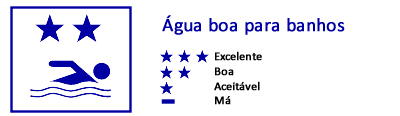 Água boa para banhos
Excelente
Boa
Aceitável
Má